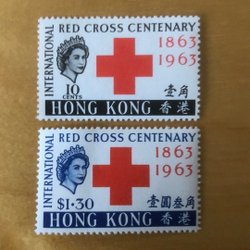 INTERNATIONAL RED CROSS CENTENARY
1863
1963
10
CENTS
壹角
HONG KONG 香港
INTERNATIONAL RED CROSS CENTENARY
1863
1963
$1·30
壹圓叁角
HONG KONG 香港